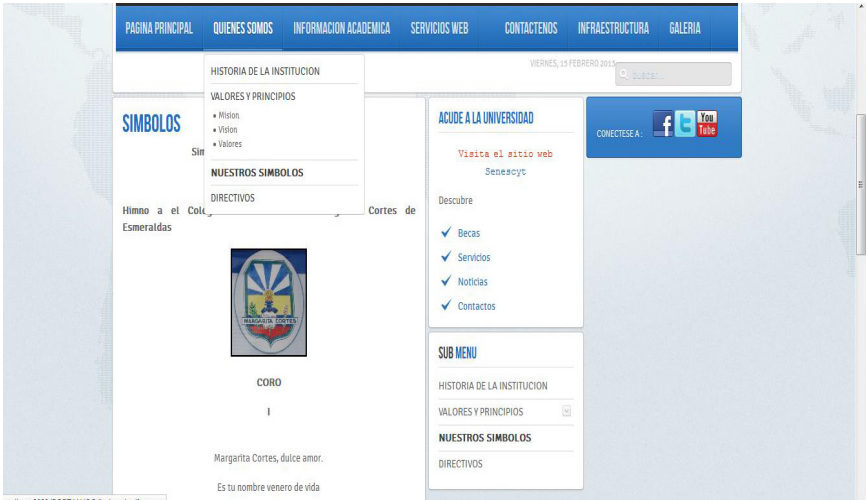 PAGINA PRINCIPAL QUIENES SOMOS INFORMACION ACADEMICA SERVICIOS WEB CONTACTENOS INFRAESTRUCTURA GALERIA
VIERNES, 15 FEBRERO 2013
buscar...
HISTORIA DE LA INSTITUCION
VALORES Y PRINCIPIOS
Mision
Vision
Valores
NUESTROS SIMBOLOS
DIRECTIVOS
SIMBOLOS
Himno a el
Cortes de
Esmeraldas
MARGARITA CORTES
CORO
I
Margarita Cortes, dulce amor.
Es tu nombre venero de vida
ACUDE A LA UNIVERSIDAD
Visita el sitio web
Senescyt
Descubre
Becas
Servicios
Noticias
Contactos
SUB MENU
HISTORIA DE LA INSTITUCION
VALORES Y PRINCIPIOS
NUESTROS SIMBOLOS
DIRECTIVOS
CONECTESE A :
You
Tube